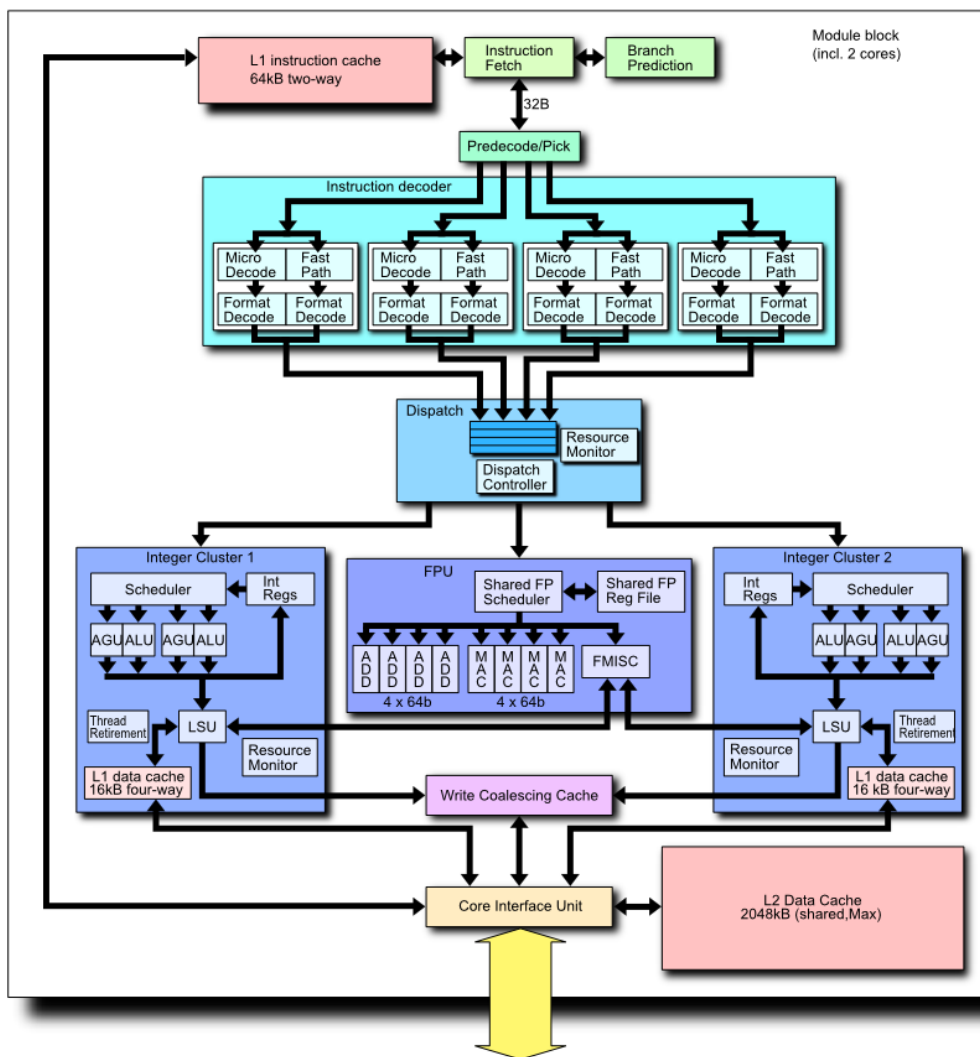 L1 instruction cache
64kB two-way
Instruction
Fetch
Branch
Prediction
Module block
(incl. 2 cores)
32B
Predecode/Pick
Instruction decoder
Micro
Decode
Fast
Path
Format
Decode
Format
Decode
Micro
Decode
Fast
Path
Format
Decode
Format
Decode
Micro
Decode
Fast
Path
Format
Decode
Format
Decode
Micro
Decode
Fast
Path
Format
Decode
Format
Decode
Dispatch
Resource
Monitor
Dispatch
Controller
Integer Cluster 1
Scheduler
Int
Regs
AGU
ALU
AGU
ALU
LSU
Thread
Retirement
Resource
Monitor
L1 data cache
16kB four-way
FPU
Shared FP
Scheduler
Shared FP
Reg File
ADD
ADD
ADD
ADD
MAC
MAC
MAC
MAC
FMISC
4 x 64b
4 x 64b
Integer Cluster 2
Int
Regs
Scheduler
ALU
AGU
ALU
AGU
LSU
Thread
Retirement
Resource
Monitor
L1 data cache
16 kB four-way
Write Coalescing Cache
Core Interface Unit
L2 Data Cache
2048kB (shared,Max)